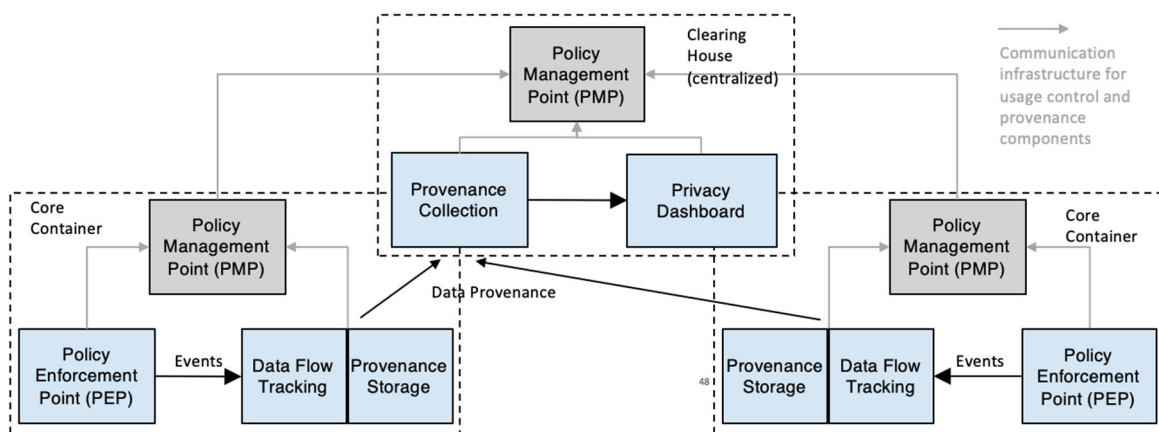 Policy
Management
Point (PMP)
Clearing
House
(centralized)
Communication
infrastructure for
usage control and
provenance
components
Provenance
Collection
Privacy
Dashboard
Core
Container
Policy
Management
Point (PMP)
Policy
Management
Point (PMP)
Core
Container
Data Provenance
Policy
Enforcement
Point (PEP)
Events
Data Flow
Tracking
Provenance
Storage
48
Provenance
Storage
Data Flow
Tracking
Events
Policy
Enforcement
Point (PEP)